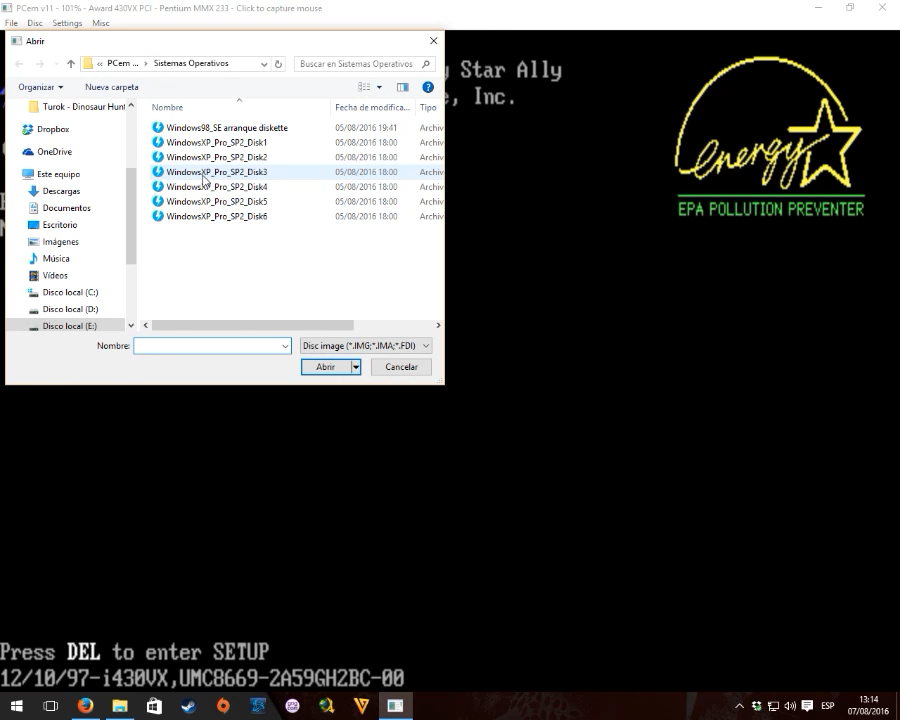 PCem v11 - 101% - Award 430VX PCI - Pentium MMX 233 - Click to capture mouse
File Disc Settings Misc
Abrir
« PCem ... › Sistemas Operativos
Buscar en Sistemas Operativos
Organizar Nueva carpeta
Nombre Fecha de modifica... Tipo
Turok - Dinosaur Hunt
Dropbox
OneDrive
Este equipo
Descargas
Documentos
Escritorio
Imágenes
Música
Vídeos
Disco local (C:)
Disco local (D:)
Disco local (E:)
Windows98_SE arranque diskette 05/08/2016 19:41 Archiv
WindowsXP_Pro_SP2_Disk1 05/08/2016 18:00 Archiv
WindowsXP_Pro_SP2_Disk2 05/08/2016 18:00 Archiv
WindowsXP_Pro_SP2_Disk3 05/08/2016 18:00 Archiv
WindowsXP_Pro_SP2_Disk4 05/08/2016 18:00 Archiv
WindowsXP_Pro_SP2_Disk5 05/08/2016 18:00 Archiv
WindowsXP_Pro_SP2_Disk6 05/08/2016 18:00 Archiv
Nombre:
Disc image (*.IMG;*.IMA;*.FDI)
Abrir Cancelar
y Star Ally
, Inc.
energy
EPA POLLUTION PREVENTER
Press DEL to enter SETUP
12/10/97-i430VX,UMC8669-2A59GH2BC-00
ESP
13:14
07/08/2016